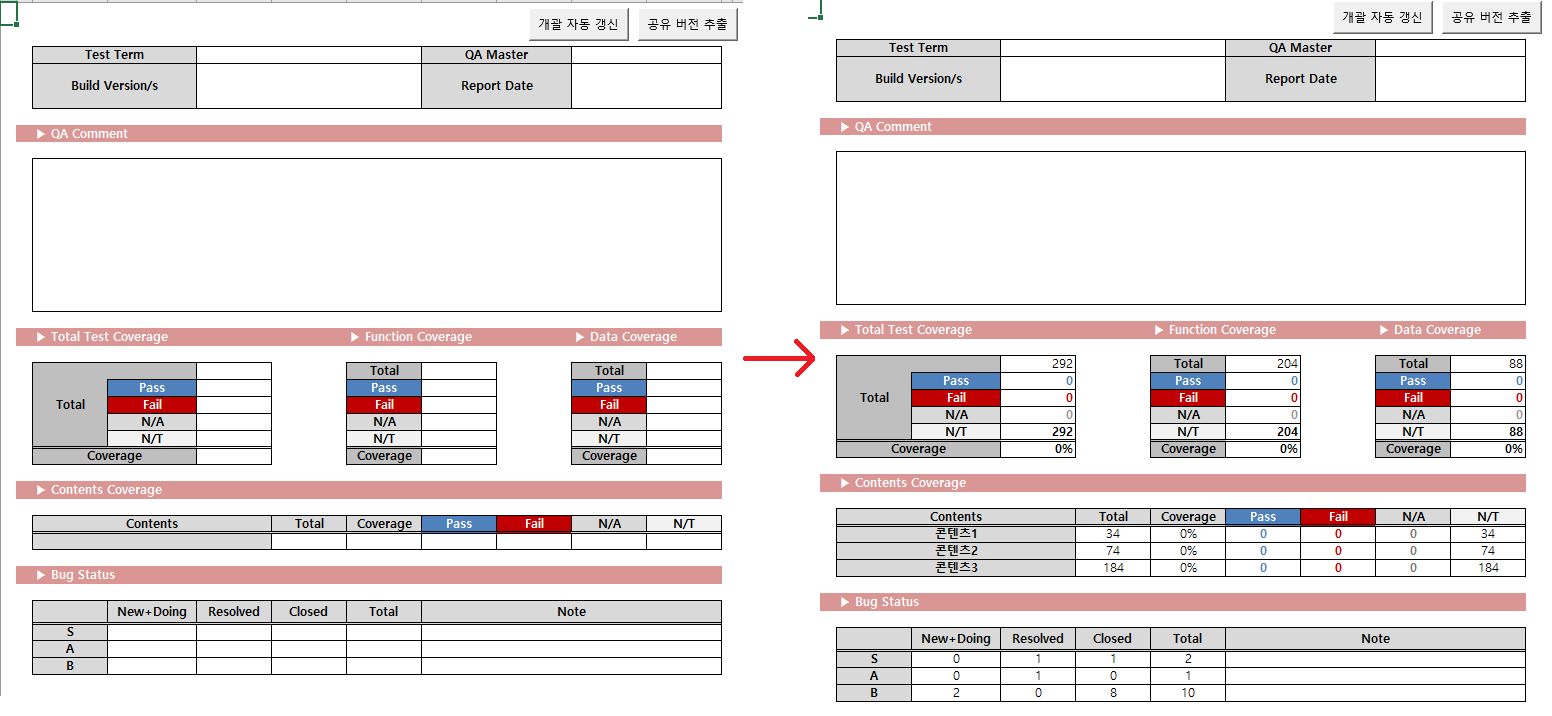 개괄 자동 갱신 공유 버전 추출
Test Term QA Master
Build Version/s Report Date
▶ QA Comment
▶ Total Test Coverage ▶ Function Coverage ▶ Data Coverage
Total Total
Pass Pass Pass
Total Fail Fail Fail
N/A N/A N/A
N/T N/T N/T
Coverage Coverage Coverage
▶ Contents Coverage
Contents Total Coverage Pass Fail N/A N/T
▶ Bug Status
New+Doing Resolved Closed Total Note
S
A
B
개괄 자동 갱신 공유 버전 추출
Test Term QA Master
Build Version/s Report Date
▶ QA Comment
▶ Total Test Coverage ▶ Function Coverage ▶ Data Coverage
292 Total 204 Total 88
Pass 0 Pass 0 Pass 0
Total Fail 0 Fail 0 Fail 0
N/A 0 N/A 0 N/A 0
N/T 292 N/T 204 N/T 88
Coverage 0% Coverage 0% Coverage 0%
▶ Contents Coverage
Contents Total Coverage Pass Fail N/A N/T
콘텐츠1 34 0% 0 0 0 34
콘텐츠2 74 0% 0 0 0 74
콘텐츠3 184 0% 0 0 0 184
▶ Bug Status
New+Doing Resolved Closed Total Note
S 0 1 1 2
A 0 1 0 1
B 2 0 8 10